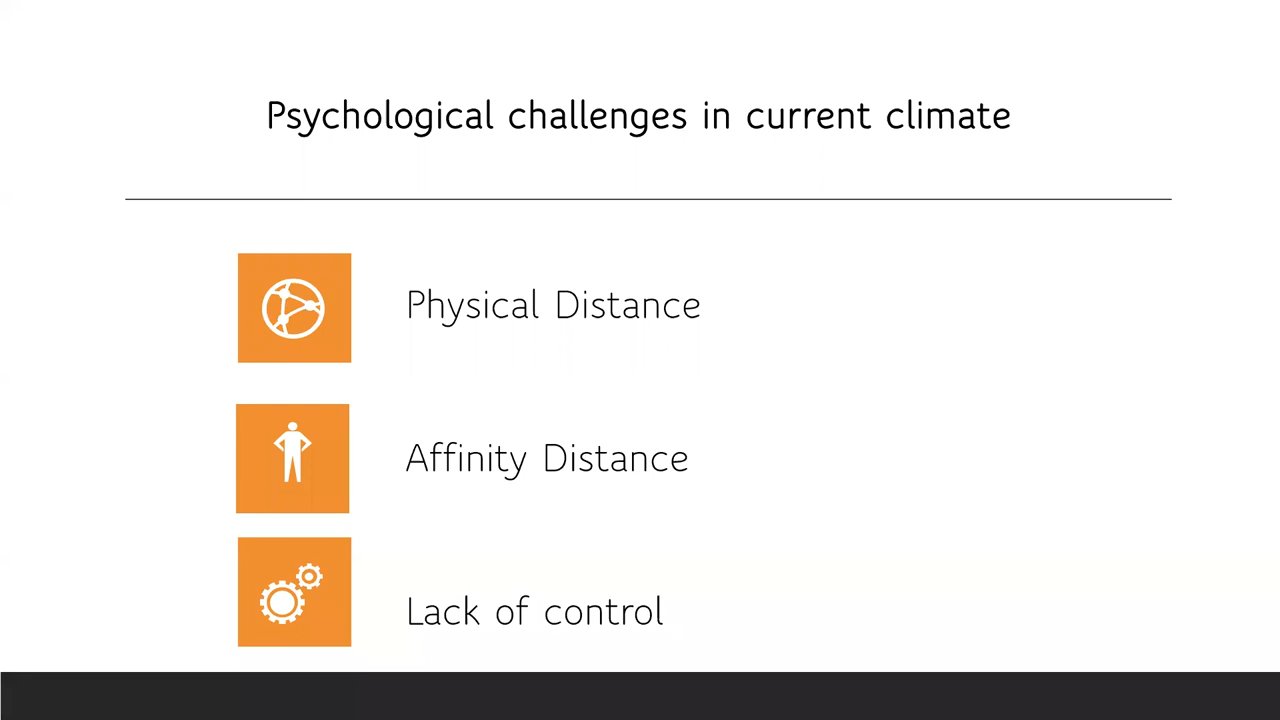 Psychological challenges in current climate
Physical Distance
Affinity Distance
Lack of control